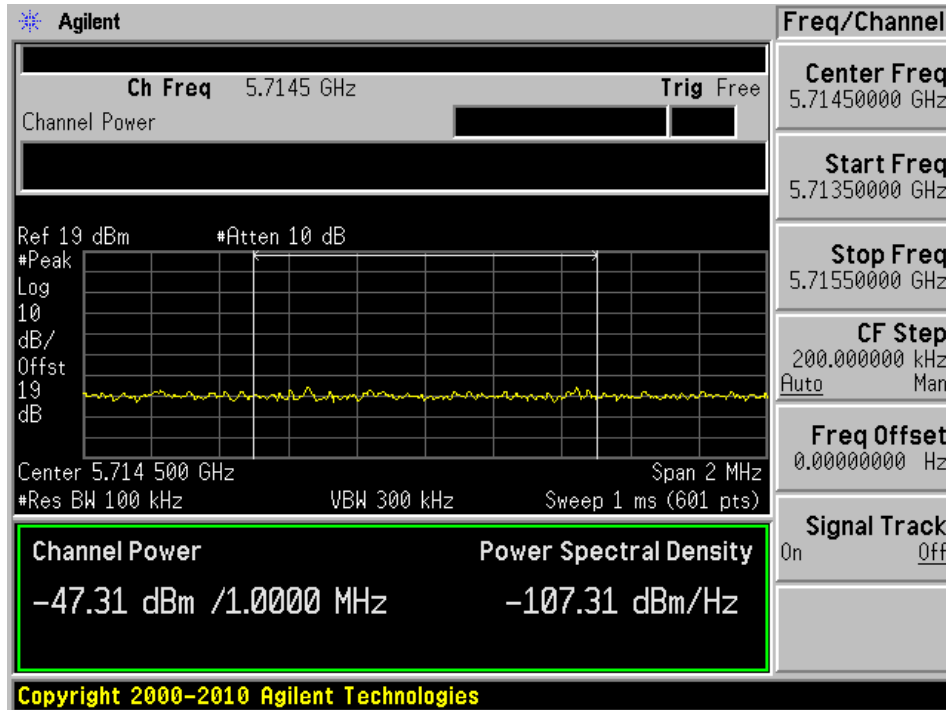 Agilent
Freq/Channel
Ch Freq 5.7145 GHz Trig Free
Channel Power
Center Freq
5.71450000 GHz
Start Freq
5.71350000 GHz
Stop Freq
5.71550000 GHz
CF Step
200.000000 kHz
Auto Man
Freq Offset
0.00000000 Hz
Signal Track
On Off
Ref 19 dBm #Atten 10 dB
#Peak
Log
10
dB/
Offst
19
dB
Center 5.714 500 GHz Span 2 MHz
#Res BW 100 kHz VBW 300 kHz Sweep 1 ms (601 pts)
Channel Power Power Spectral Density
-47.31 dBm /1.0000 MHz -107.31 dBm/Hz
Copyright 2000-2010 Agilent Technologies